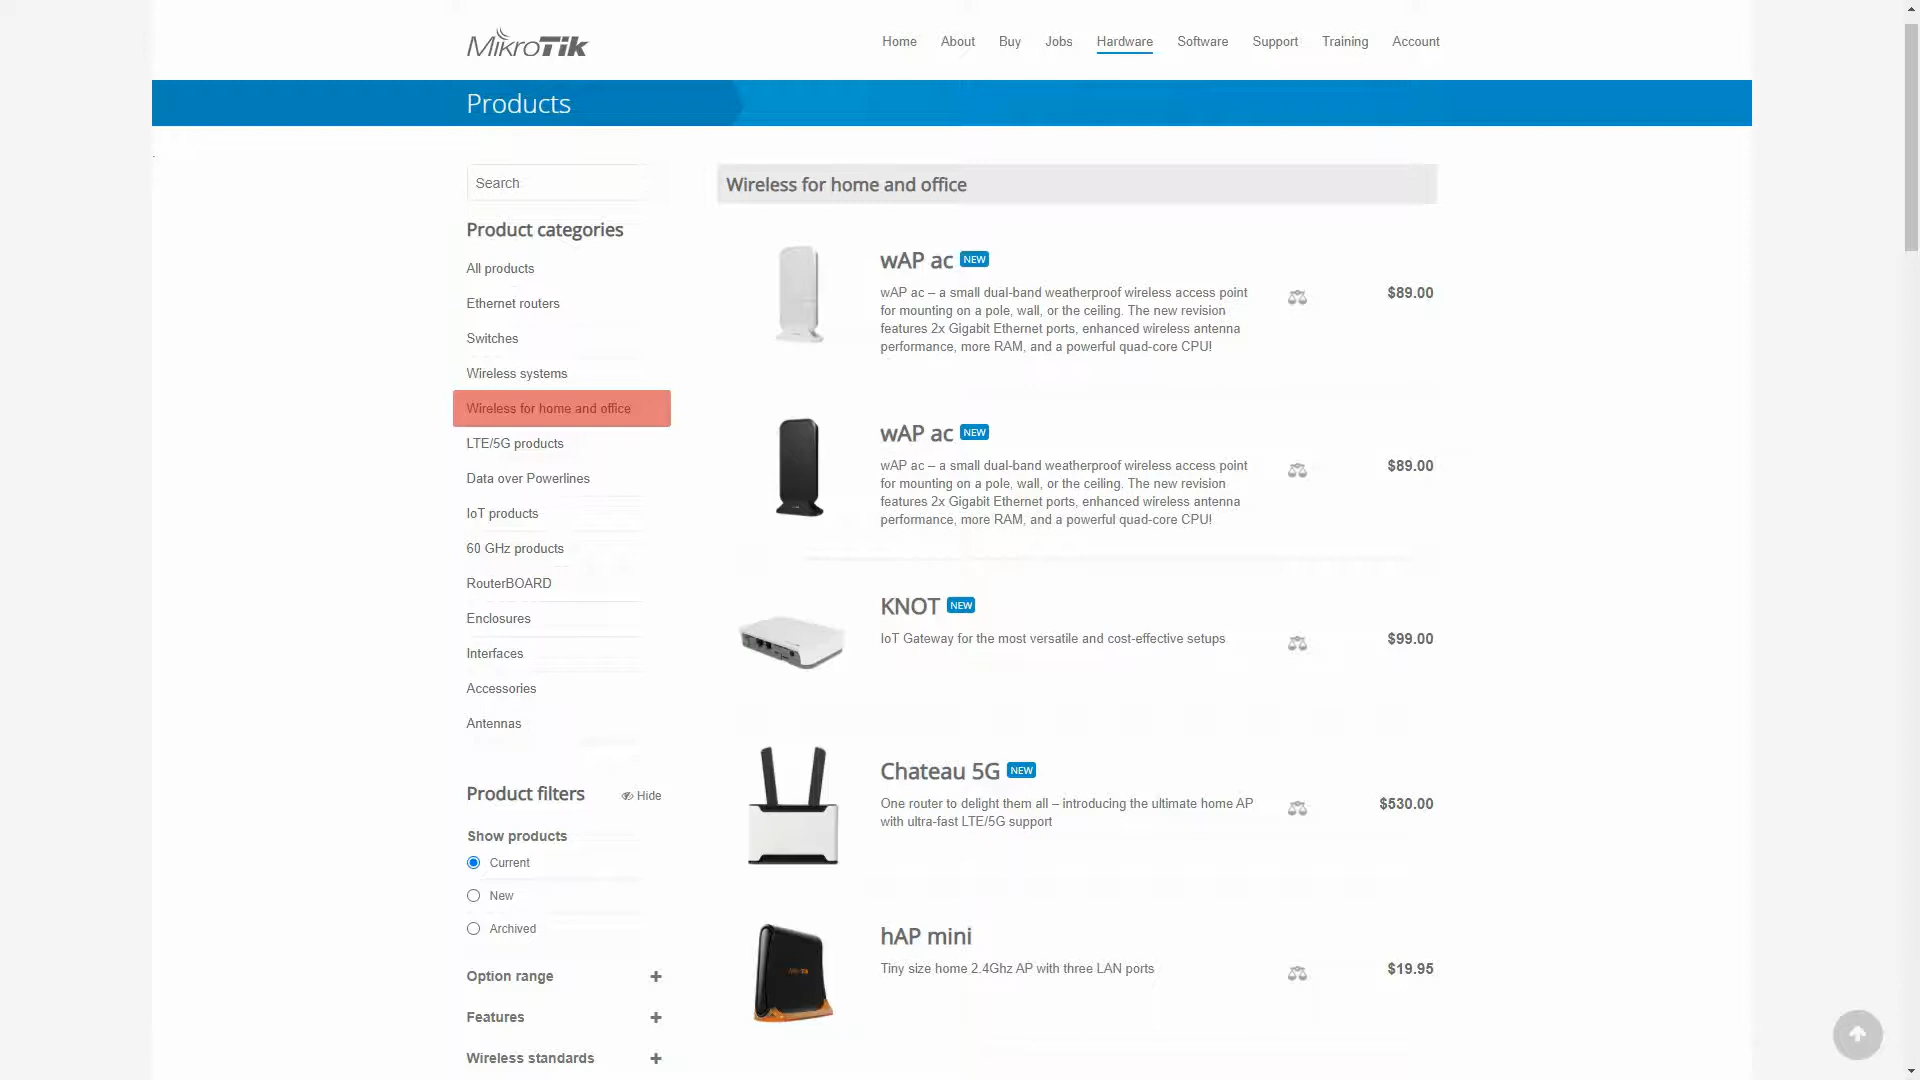 MikroTik
Home About Buy Jobs Hardware Software Support Training Account
Products
Search
Product categories
All products
Ethernet routers
Switches
Wireless systems
Wireless for home and office
LTE/5G products
Data over Powerlines
IoT products
60 GHz products
RouterBOARD
Enclosures
Interfaces
Accessories
Antennas
Product filters
Hide
Show products
Current
New
Archived
Option range +
Features +
Wireless standards +
Wireless for home and office
wAP ac NEW
wAP ac – a small dual-band weatherproof wireless access point
for mounting on a pole, wall, or the ceiling. The new revision
features 2x Gigabit Ethernet ports, enhanced wireless antenna
performance, more RAM, and a powerful quad-core CPU!
$89.00
wAP ac NEW
wAP ac – a small dual-band weatherproof wireless access point
for mounting on a pole, wall, or the ceiling. The new revision
features 2x Gigabit Ethernet ports, enhanced wireless antenna
performance, more RAM, and a powerful quad-core CPU!
$89.00
KNOT NEW
IoT Gateway for the most versatile and cost-effective setups
$99.00
Chateau 5G NEW
One router to delight them all – introducing the ultimate home AP
with ultra-fast LTE/5G support
$530.00
MikroTik
hAP mini
Tiny size home 2.4Ghz AP with three LAN ports
$19.95